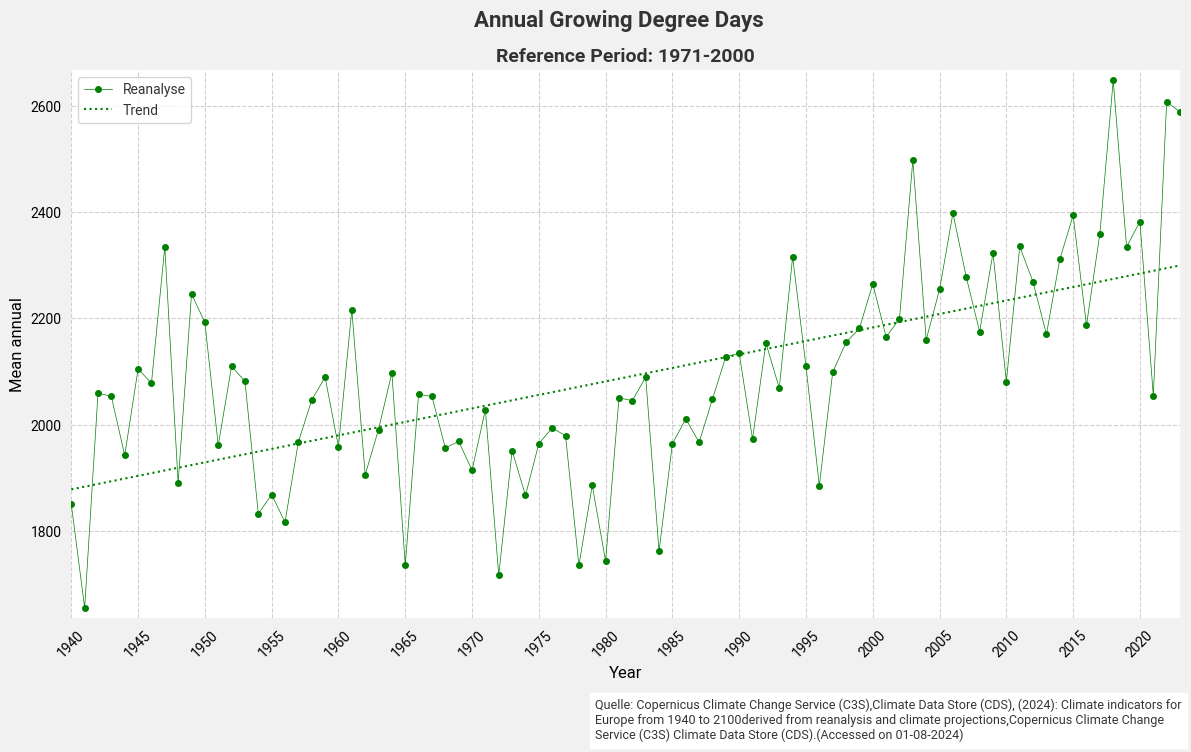 Annual Growing Degree Days
Reference Period: 1971-2000
Reanalyse
Trend
Mean annual
2600
2400
2200
2000
1800
1940
1945
1950
1955
1960
1965
1970
1975
1980
1985
1990
1995
2000
2005
2010
2015
2020
Year
Quelle: Copernicus Climate Change Service (C3S),Climate Data Store (CDS), (2024): Climate indicators for
Europe from 1940 to 2100derived from reanalysis and climate projections,Copernicus Climate Change
Service (C3S) Climate Data Store (CDS).(Accessed on 01-08-2024)